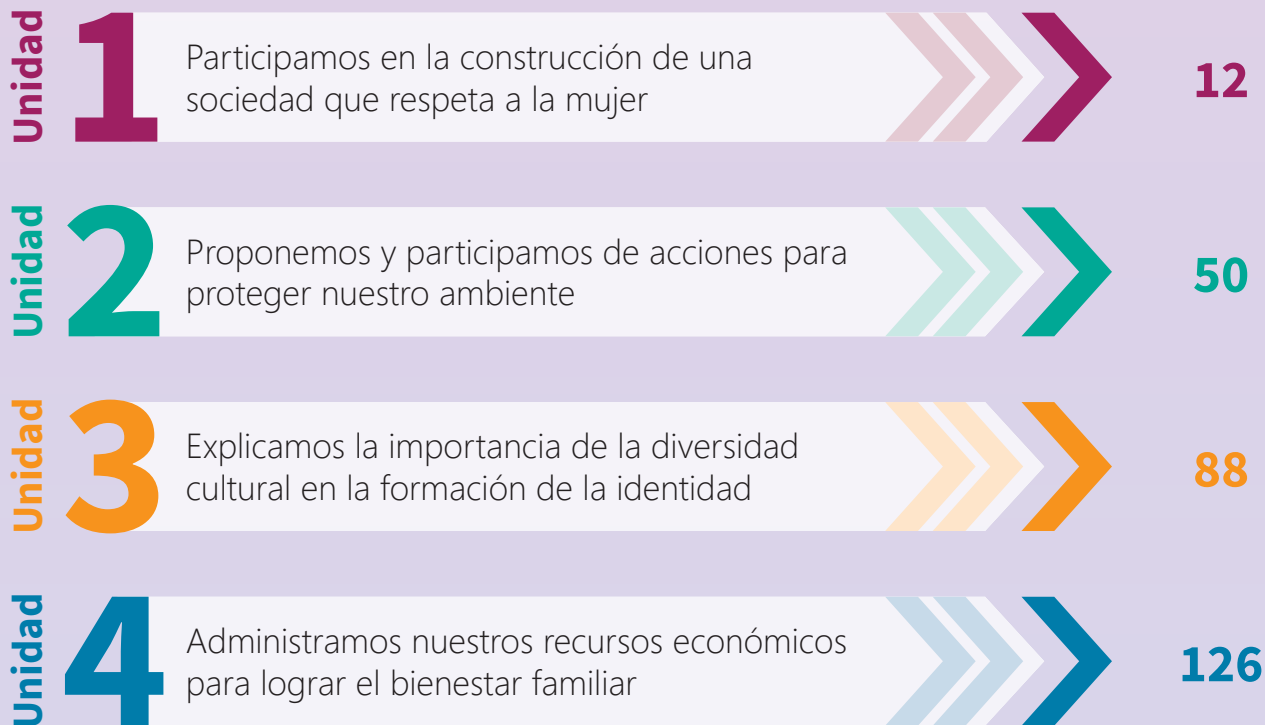 Unidad
1
Participamos en la construcción de una
sociedad que respeta a la mujer
12
Unidad
2
Proponemos y participamos de acciones para
proteger nuestro ambiente
50
Unidad
3
Explicamos la importancia de la diversidad
cultural en la formación de la identidad
88
Unidad
4
Administramos nuestros recursos económicos
para lograr el bienestar familiar
126